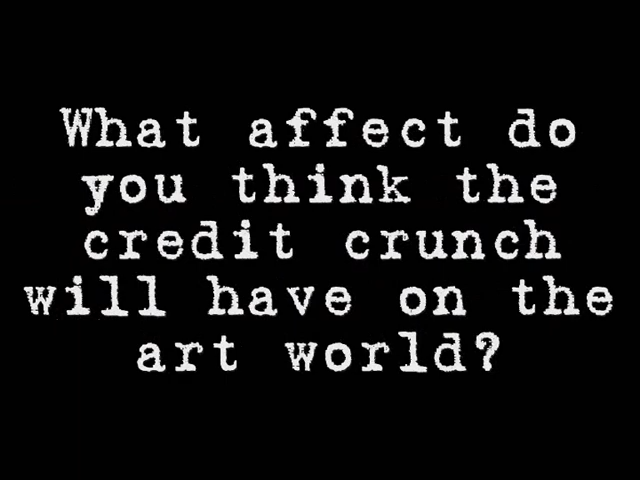 What affect do
you think the
credit crunch
will have on the
art world?